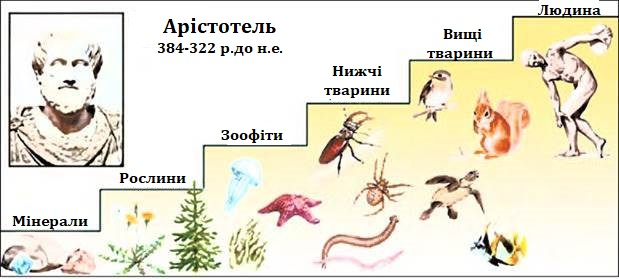 Арістотель
384-322 р.до н.е.
Людина
Вищі
тварини
Нижчі
тварини
Зоофіти
Рослини
Мінерали